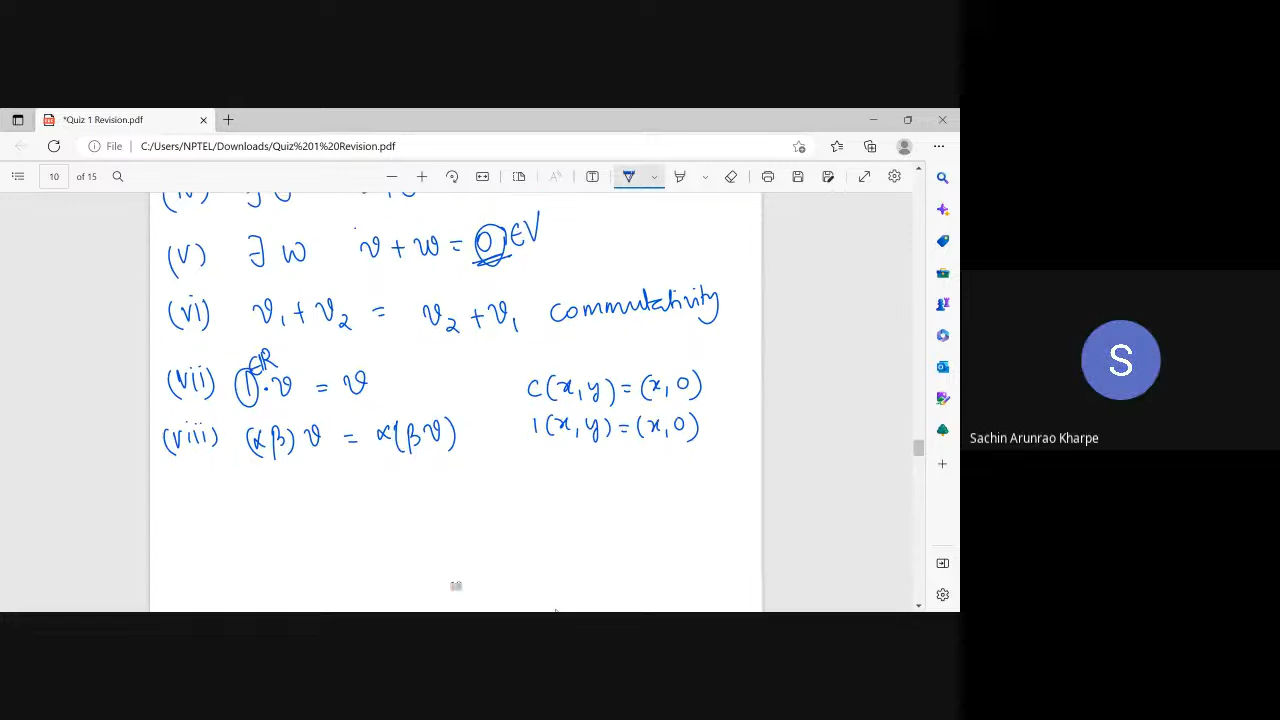 *Quiz 1 Revision.pdf
File C:/Users/NPTEL/Downloads/Quiz%201%20Revision.pdf
10 of 15
(v) ∃ w v + w = 0 ∈ V
(vi) v₁ + v₂ = v₂ + v₁ commutativity
∈ℝ
(vii) 1 · v = v c(x, y) = (x, 0)
(viii) (αβ) v = α(βv) 1(x, y) = (x, 0)
S
Sachin Arunrao Kharpe